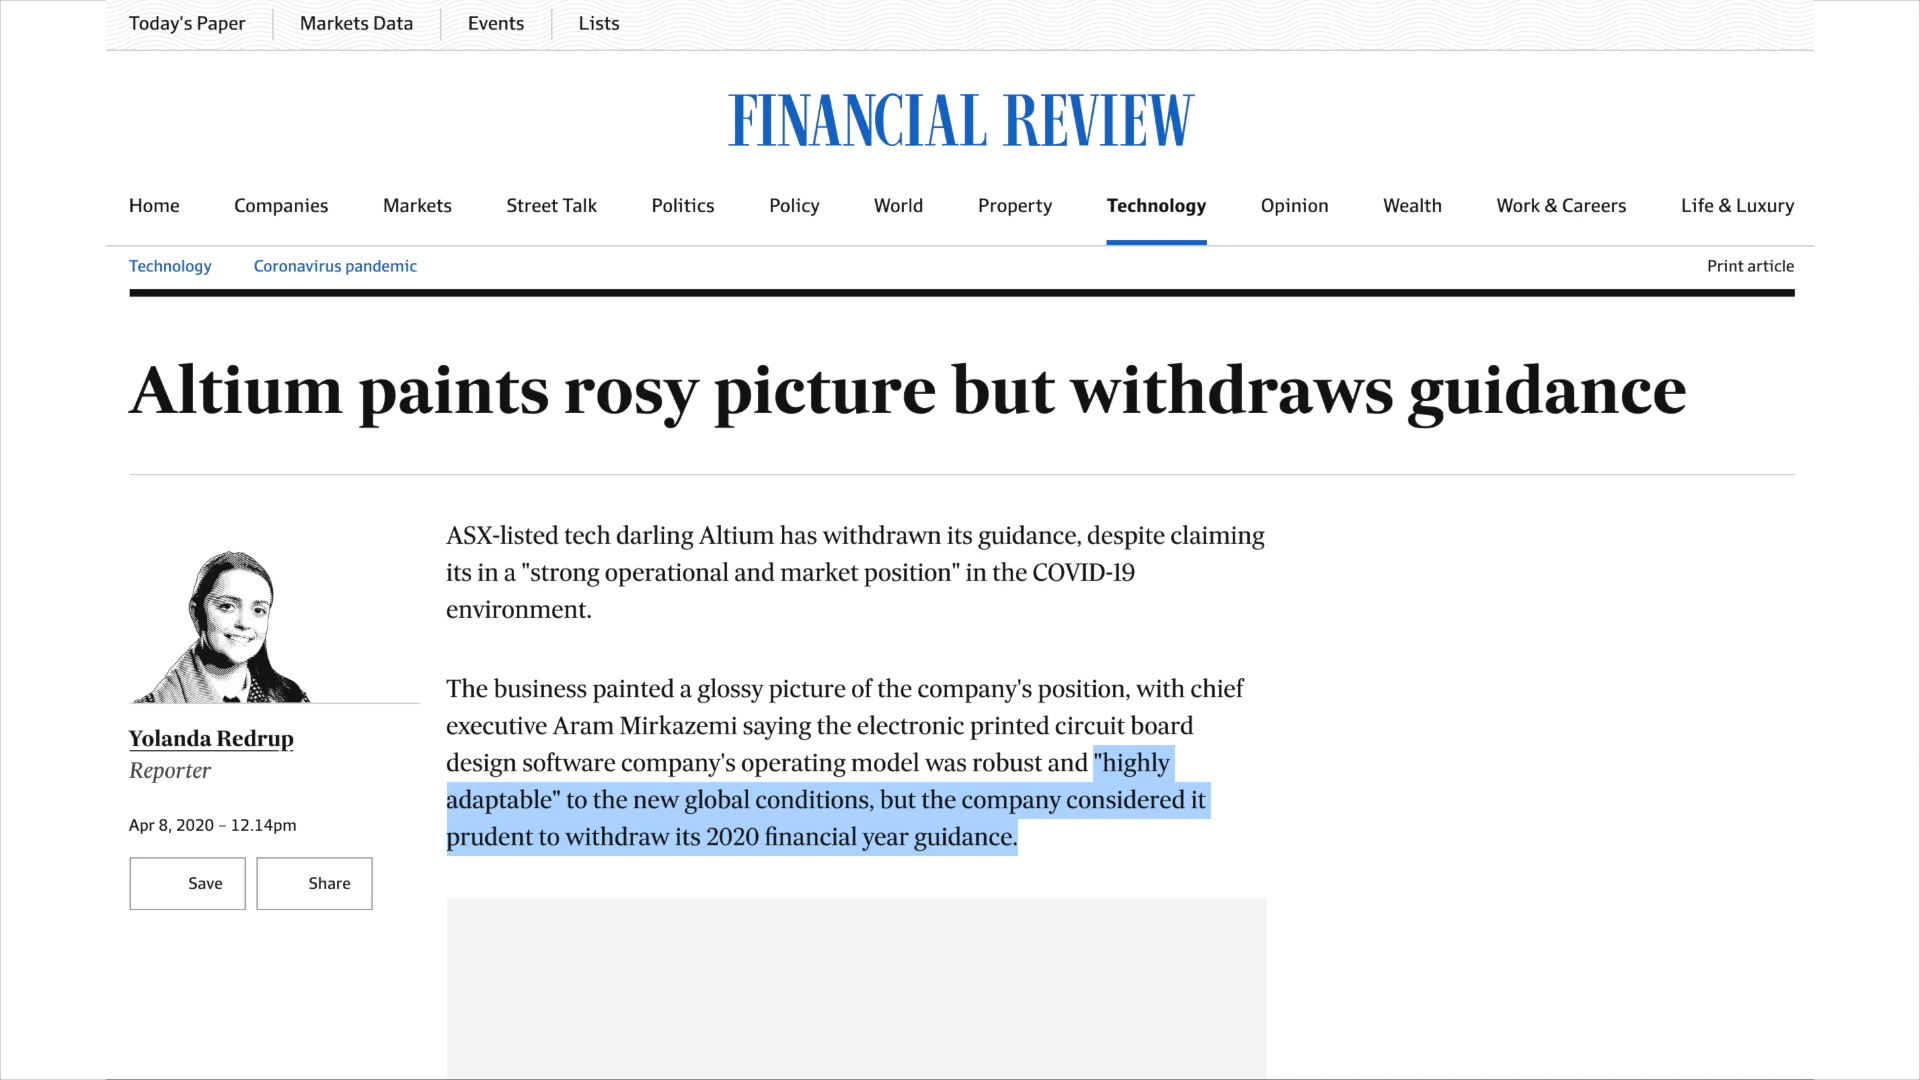 Today's Paper
Markets Data
Events
Lists
FINANCIAL REVIEW
Home
Companies
Markets
Street Talk
Politics
Policy
World
Property
Technology
Opinion
Wealth
Work & Careers
Life & Luxury
Technology
Coronavirus pandemic
Print article
Altium paints rosy picture but withdraws guidance
Yolanda Redrup
Reporter
Apr 8, 2020 – 12.14pm
Save
Share
ASX-listed tech darling Altium has withdrawn its guidance, despite claiming
its in a "strong operational and market position" in the COVID-19
environment.
The business painted a glossy picture of the company's position, with chief
executive Aram Mirkazemi saying the electronic printed circuit board
design software company's operating model was robust and "highly
adaptable" to the new global conditions, but the company considered it
prudent to withdraw its 2020 financial year guidance.